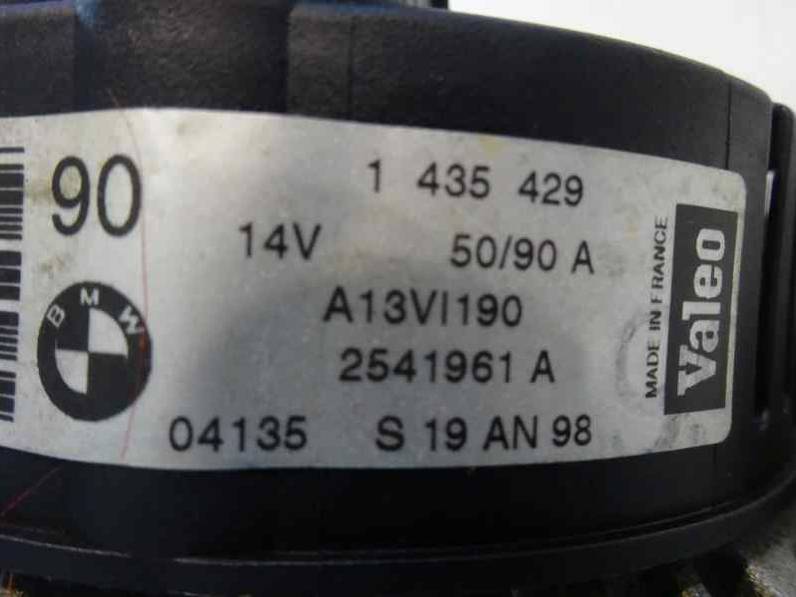 90
1 435 429
14V 50/90 A
A13VI190
2541961 A
04135 S 19 AN 98
BMW
MADE IN FRANCE
Valeo